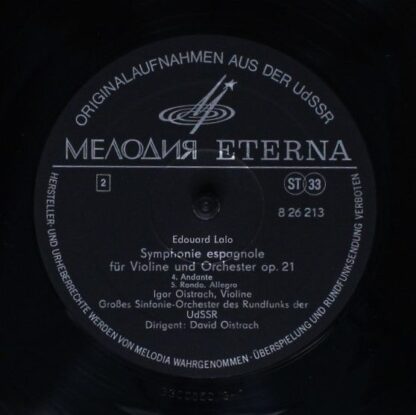 ORIGINALAUFNAHMEN AUS DER UdSSR
МЕЛОДИЯ ETERNA
2
ST 33
8 26 213
Edouard Lalo
Symphonie espagnole
für Violine und Orchester op. 21
4. Andante
5. Rondo. Allegro
Igor Oistrach, Violine
Großes Sinfonie-Orchester des Rundfunks der
UdSSR
Dirigent: David Oistrach
HERSTELLER- UND URHEBERRECHTE WERDEN VON MELODIA WAHRGENOMMEN · ÜBERSPIELUNG UND RUNDFUNKSENDUNG VERBOTEN